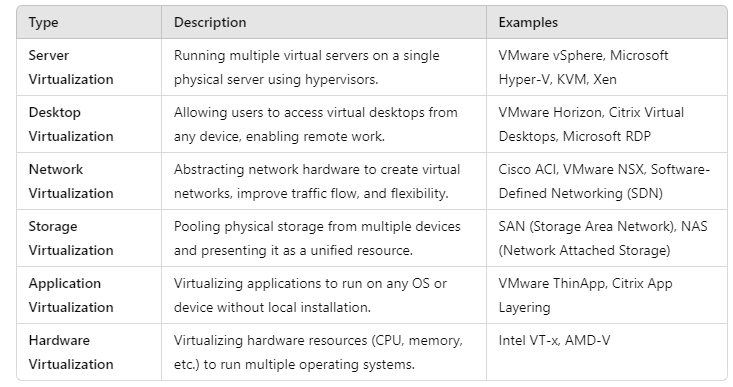 Type Description Examples
Server Running multiple virtual servers on a single VMware vSphere, Microsoft
Virtualization physical server using hypervisors. Hyper-V, KVM, Xen
Desktop Allowing users to access virtual desktops from VMware Horizon, Citrix Virtual
Virtualization any device, enabling remote work. Desktops, Microsoft RDP
Network Abstracting network hardware to create virtual Cisco ACI, VMware NSX, Software-
Virtualization networks, improve traffic flow, and flexibility. Defined Networking (SDN)
Storage Pooling physical storage from multiple devices SAN (Storage Area Network), NAS
Virtualization and presenting it as a unified resource. (Network Attached Storage)
Application Virtualizing applications to run on any OS or VMware ThinApp, Citrix App
Virtualization device without local installation. Layering
Hardware Virtualizing hardware resources (CPU, memory, Intel VT-x, AMD-V
Virtualization etc.) to run multiple operating systems.